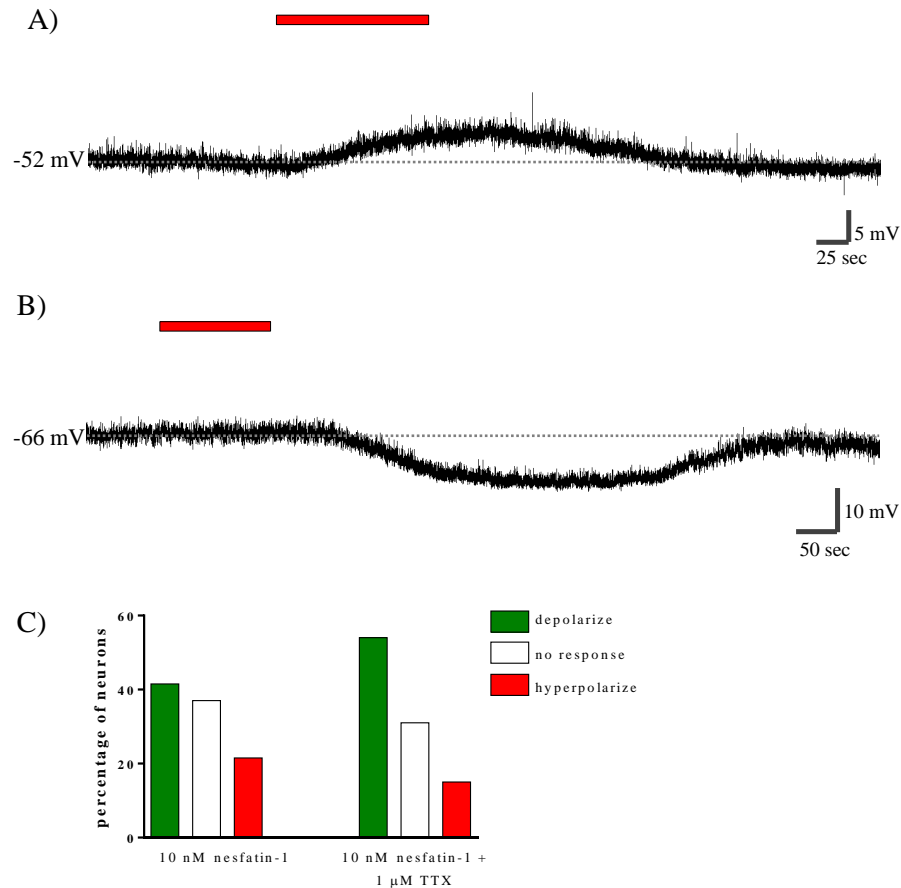 A)
-52 mV
5 mV
25 sec
B)
-66 mV
10 mV
50 sec
C)
percentage of neurons
60
40
20
0
depolarize
no response
hyperpolarize
10 nM nesfatin-1
10 nM nesfatin-1 +
1 µM TTX